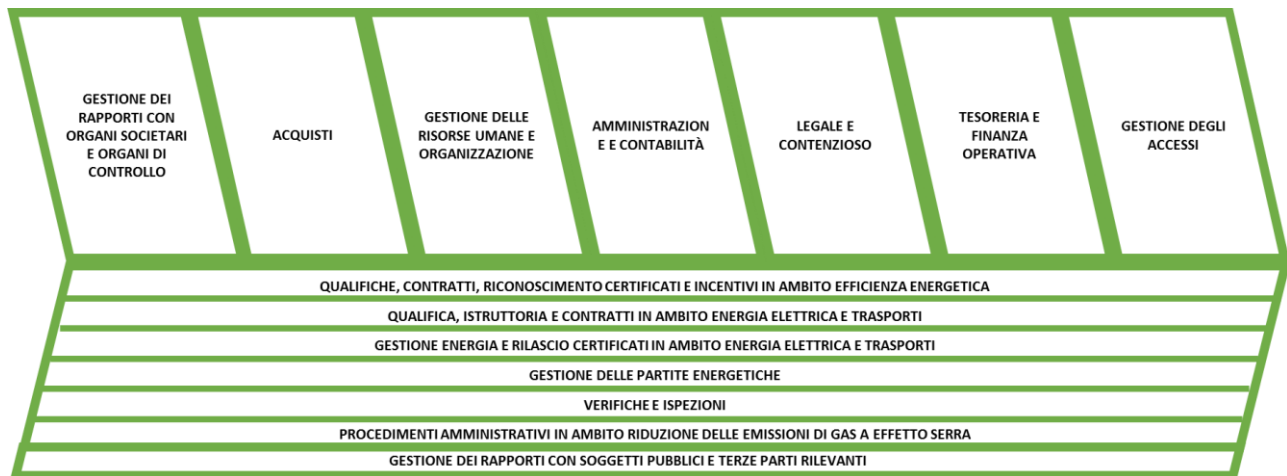 GESTIONE DEI
RAPPORTI CON
ORGANI SOCIETARI
E ORGANI DI
CONTROLLO
ACQUISTI
GESTIONE DELLE
RISORSE UMANE E
ORGANIZZAZIONE
AMMINISTRAZION
E E CONTABILITÀ
LEGALE E
CONTENZIOSO
TESORERIA E
FINANZA
OPERATIVA
GESTIONE DEGLI
ACCESSI
QUALIFICHE, CONTRATTI, RICONOSCIMENTO CERTIFICATI E INCENTIVI IN AMBITO EFFICIENZA ENERGETICA
QUALIFICA, ISTRUTTORIA E CONTRATTI IN AMBITO ENERGIA ELETTRICA E TRASPORTI
GESTIONE ENERGIA E RILASCIO CERTIFICATI IN AMBITO ENERGIA ELETTRICA E TRASPORTI
GESTIONE DELLE PARTITE ENERGETICHE
VERIFICHE E ISPEZIONI
PROCEDIMENTI AMMINISTRATIVI IN AMBITO RIDUZIONE DELLE EMISSIONI DI GAS A EFFETTO SERRA
GESTIONE DEI RAPPORTI CON SOGGETTI PUBBLICI E TERZE PARTI RILEVANTI